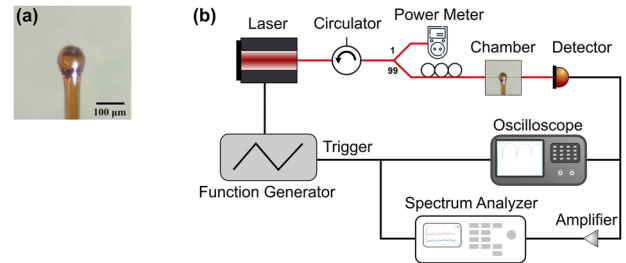 (a)
100 μm
(b)
Laser
Circulator
Power Meter
1
99
Chamber
Detector
Oscilloscope
Trigger
Function Generator
Spectrum Analyzer
Amplifier